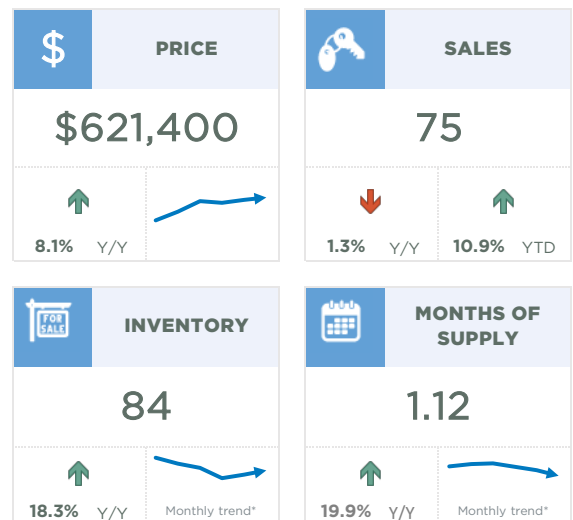 $
PRICE
$621,400
8.1% Y/Y
SALES
75
1.3% Y/Y
10.9% YTD
FOR
SALE
INVENTORY
84
18.3% Y/Y
Monthly trend*
MONTHS OF
SUPPLY
1.12
19.9% Y/Y
Monthly trend*